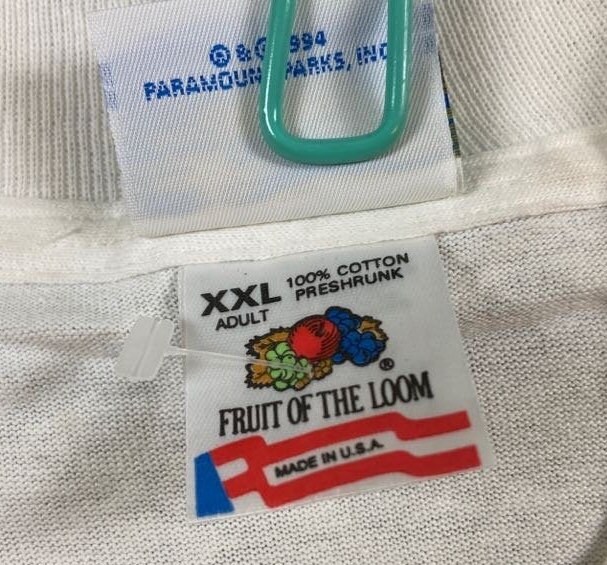 ® & © 1994
PARAMOUNT PARKS, INC
XXL 100% COTTON
ADULT PRESHRUNK
®
FRUIT OF THE LOOM
MADE IN U.S.A.